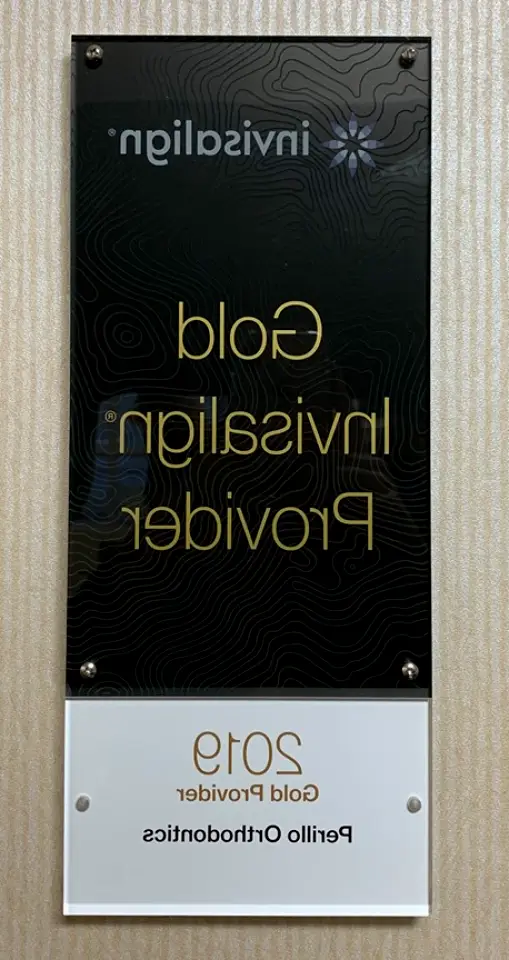 invisalign®
Gold
Invisalign®
Provider
2019
Gold Provider
Perillo Orthodontics